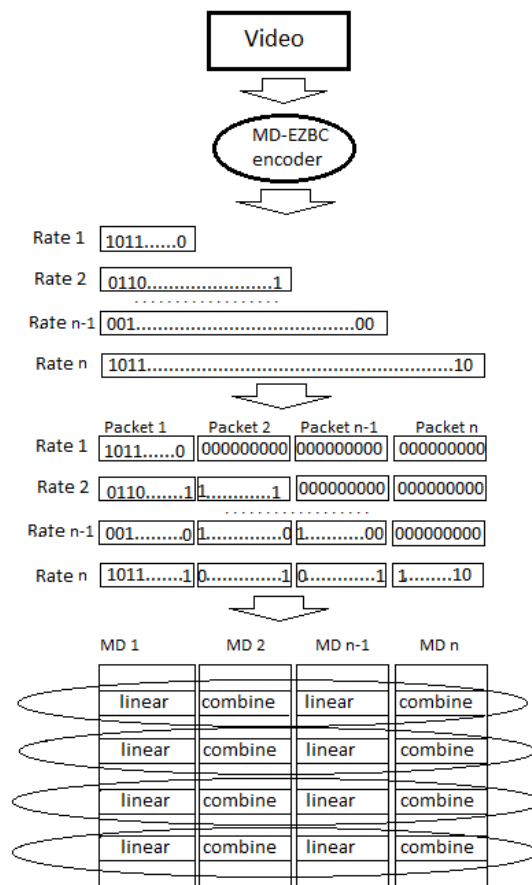 Video
MD-EZBC
encoder
Rate 1 1011......0
Rate 2 0110.......................1
. . . . . . . . . . . . . . . . .
Rate n-1 001.........................................00
Rate n 1011.......................................................10
Packet 1 Packet 2 Packet n-1 Packet n
Rate 1 1011......0 000000000 000000000 000000000
Rate 2 0110.......1 1............1 000000000 000000000
. . . . . . . . . . . . . . . . .
Rate n-1 001.........0 1............0 1...........00 000000000
Rate n 1011.......1 0.............1 0.............1 1........10
MD 1 MD 2 MD n-1 MD n
linear combine linear combine
linear combine linear combine
linear combine linear combine
linear combine linear combine